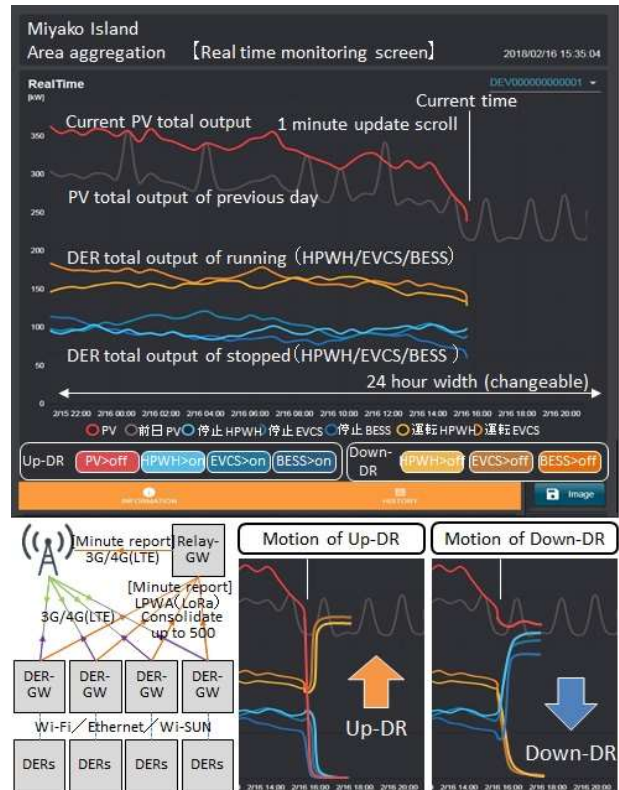 Miyako Island
Area aggregation 【Real time monitoring screen】 2018/02/16 15:35:04
RealTime
DEV000000000001
[kW]
Current time
Current PV total output
1 minute update scroll
350
300
PV total output of previous day
250
200
DER total output of running (HPWH/EVCS/BESS)
150
100
DER total output of stopped(HPWH/EVCS/BESS )
50
24 hour width (changeable)
0
2/15 22:00 2/16 00:00 2/16 02:00 2/16 04:00 2/16 06:00 2/16 08:00 2/16 10:00 2/16 12:00 2/16 14:00 2/16 16:00 2/16 18:00 2/16 20:00
PV 前日PV 停止HPWH 停止EVCS 停止BESS 運転HPWH 運転EVCS
Up-DR PV>off HPWH>on EVCS>on BESS>on
Down-DR HPWH>off EVCS>off BESS>off
INFORMATION
HISTORY
Image
[Minute report]
3G/4G(LTE)
Relay-
GW
[Minute report]
LPWA(LoRa)
Consolidate
up to 500
3G/4G(LTE)
DER-
GW
DER-
GW
DER-
GW
DER-
GW
Wi-Fi/Ethernet/Wi-SUN
DERs
DERs
DERs
DERs
Motion of Up-DR
Up-DR
2/16 14:00 2/16 16:00 2/16 18:00 2/16 20:00
Motion of Down-DR
Down-DR
2/16 14:00 2/16 16:00 2/16 18:00 2/16 20:00